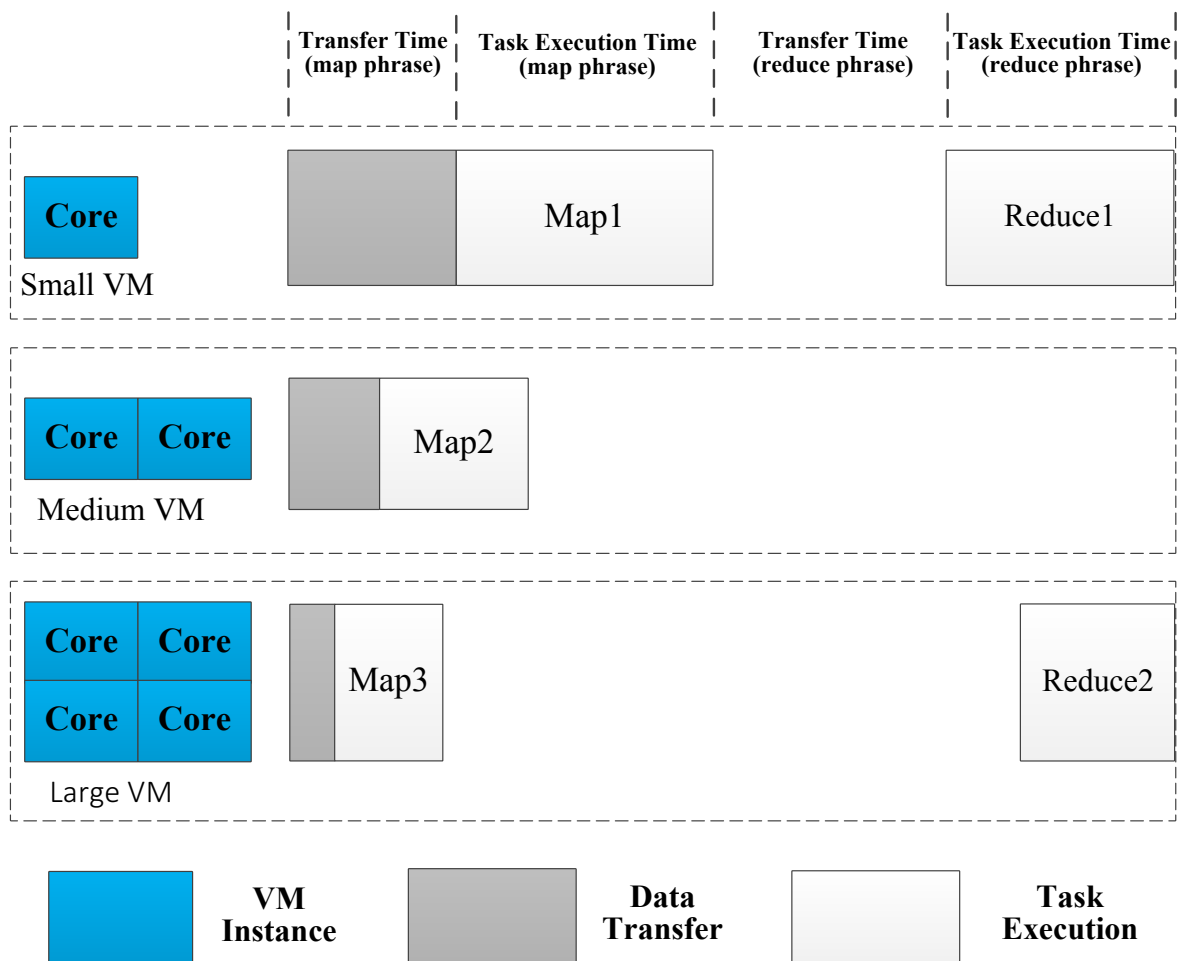 Transfer Time
(map phrase)
Task Execution Time
(map phrase)
Transfer Time
(reduce phrase)
Task Execution Time
(reduce phrase)
Core
Small VM
Map1
Reduce1
Core Core
Medium VM
Map2
Core Core
Core Core
Large VM
Map3
Reduce2
VM
Instance
Data
Transfer
Task
Execution